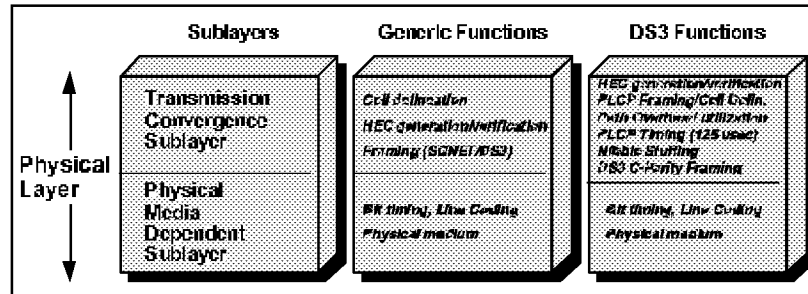 Sublayers
Generic Functions
DS3 Functions
Physical
Layer
Transmission
Convergence
Sublayer
Physical
Media
Dependent
Sublayer
Cell delineation
HEC generation/verification
Framing (SONET/DS3)
Bit timing, Line Coding
Physical medium
HEC generation/verification
PLCP Framing/Cell Delin.
Path Overhead Utilization
PLCP Timing (125 usec)
Nibble Stuffing
DS3 C-Parity Framing
Bit timing, Line Coding
Physical medium